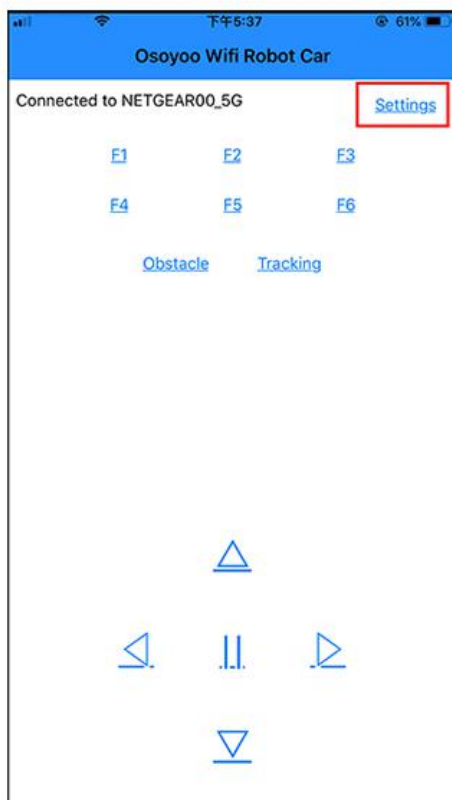 下午5:37 61%
Osoyoo Wifi Robot Car
Connected to NETGEAR00_5G Settings
F1 F2 F3
F4 F5 F6
Obstacle Tracking